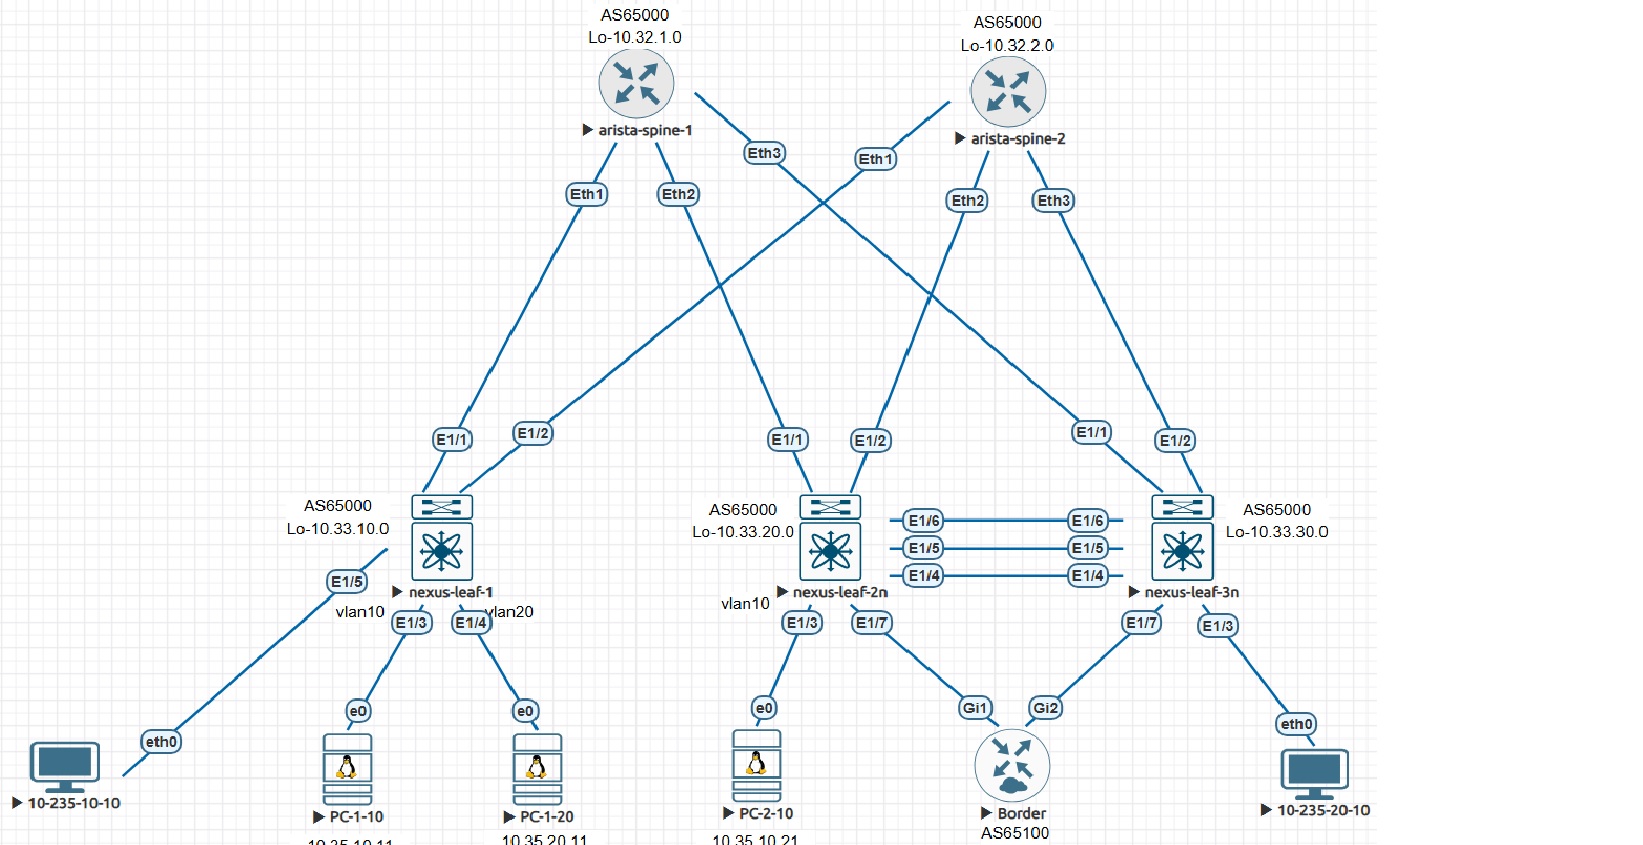 AS65000
Lo-10.32.1.0
arista-spine-1
AS65000
Lo-10.32.2.0
arista-spine-2
Eth3
Eth1
Eth1
Eth2
Eth2
Eth3
E1/1
E1/2
E1/1
E1/2
E1/1
E1/2
AS65000
Lo-10.33.10.0
nexus-leaf-1
AS65000
Lo-10.33.20.0
nexus-leaf-2n
E1/6
E1/6
E1/5
E1/5
E1/4
E1/4
AS65000
Lo-10.33.30.0
nexus-leaf-3n
E1/5
vlan10
E1/3
E1/4
vlan20
vlan10
E1/3
E1/7
E1/7
E1/3
eth0
e0
e0
e0
Gi1
Gi2
eth0
10-235-10-10
PC-1-10
10.35.10.11
PC-1-20
10.35.20.11
PC-2-10
10.35.10.21
Border
AS65100
10-235-20-10